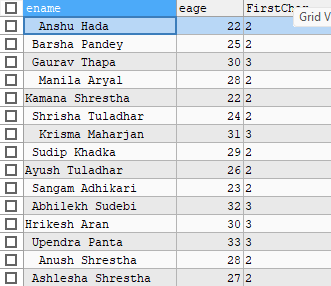 ename eage FirstChar
Anshu Hada 22 2
Barsha Pandey 25 2
Gaurav Thapa 30 3
Manila Aryal 28 2
Kamana Shrestha 22 2
Shrisha Tuladhar 24 2
Krisma Maharjan 31 3
Sudip Khadka 29 2
Ayush Tuladhar 26 2
Sangam Adhikari 23 2
Abhilekh Sudebi 32 3
Hrikesh Aran 30 3
Upendra Panta 33 3
Anush Shrestha 28 2
Ashlesha Shrestha 27 2
Grid V